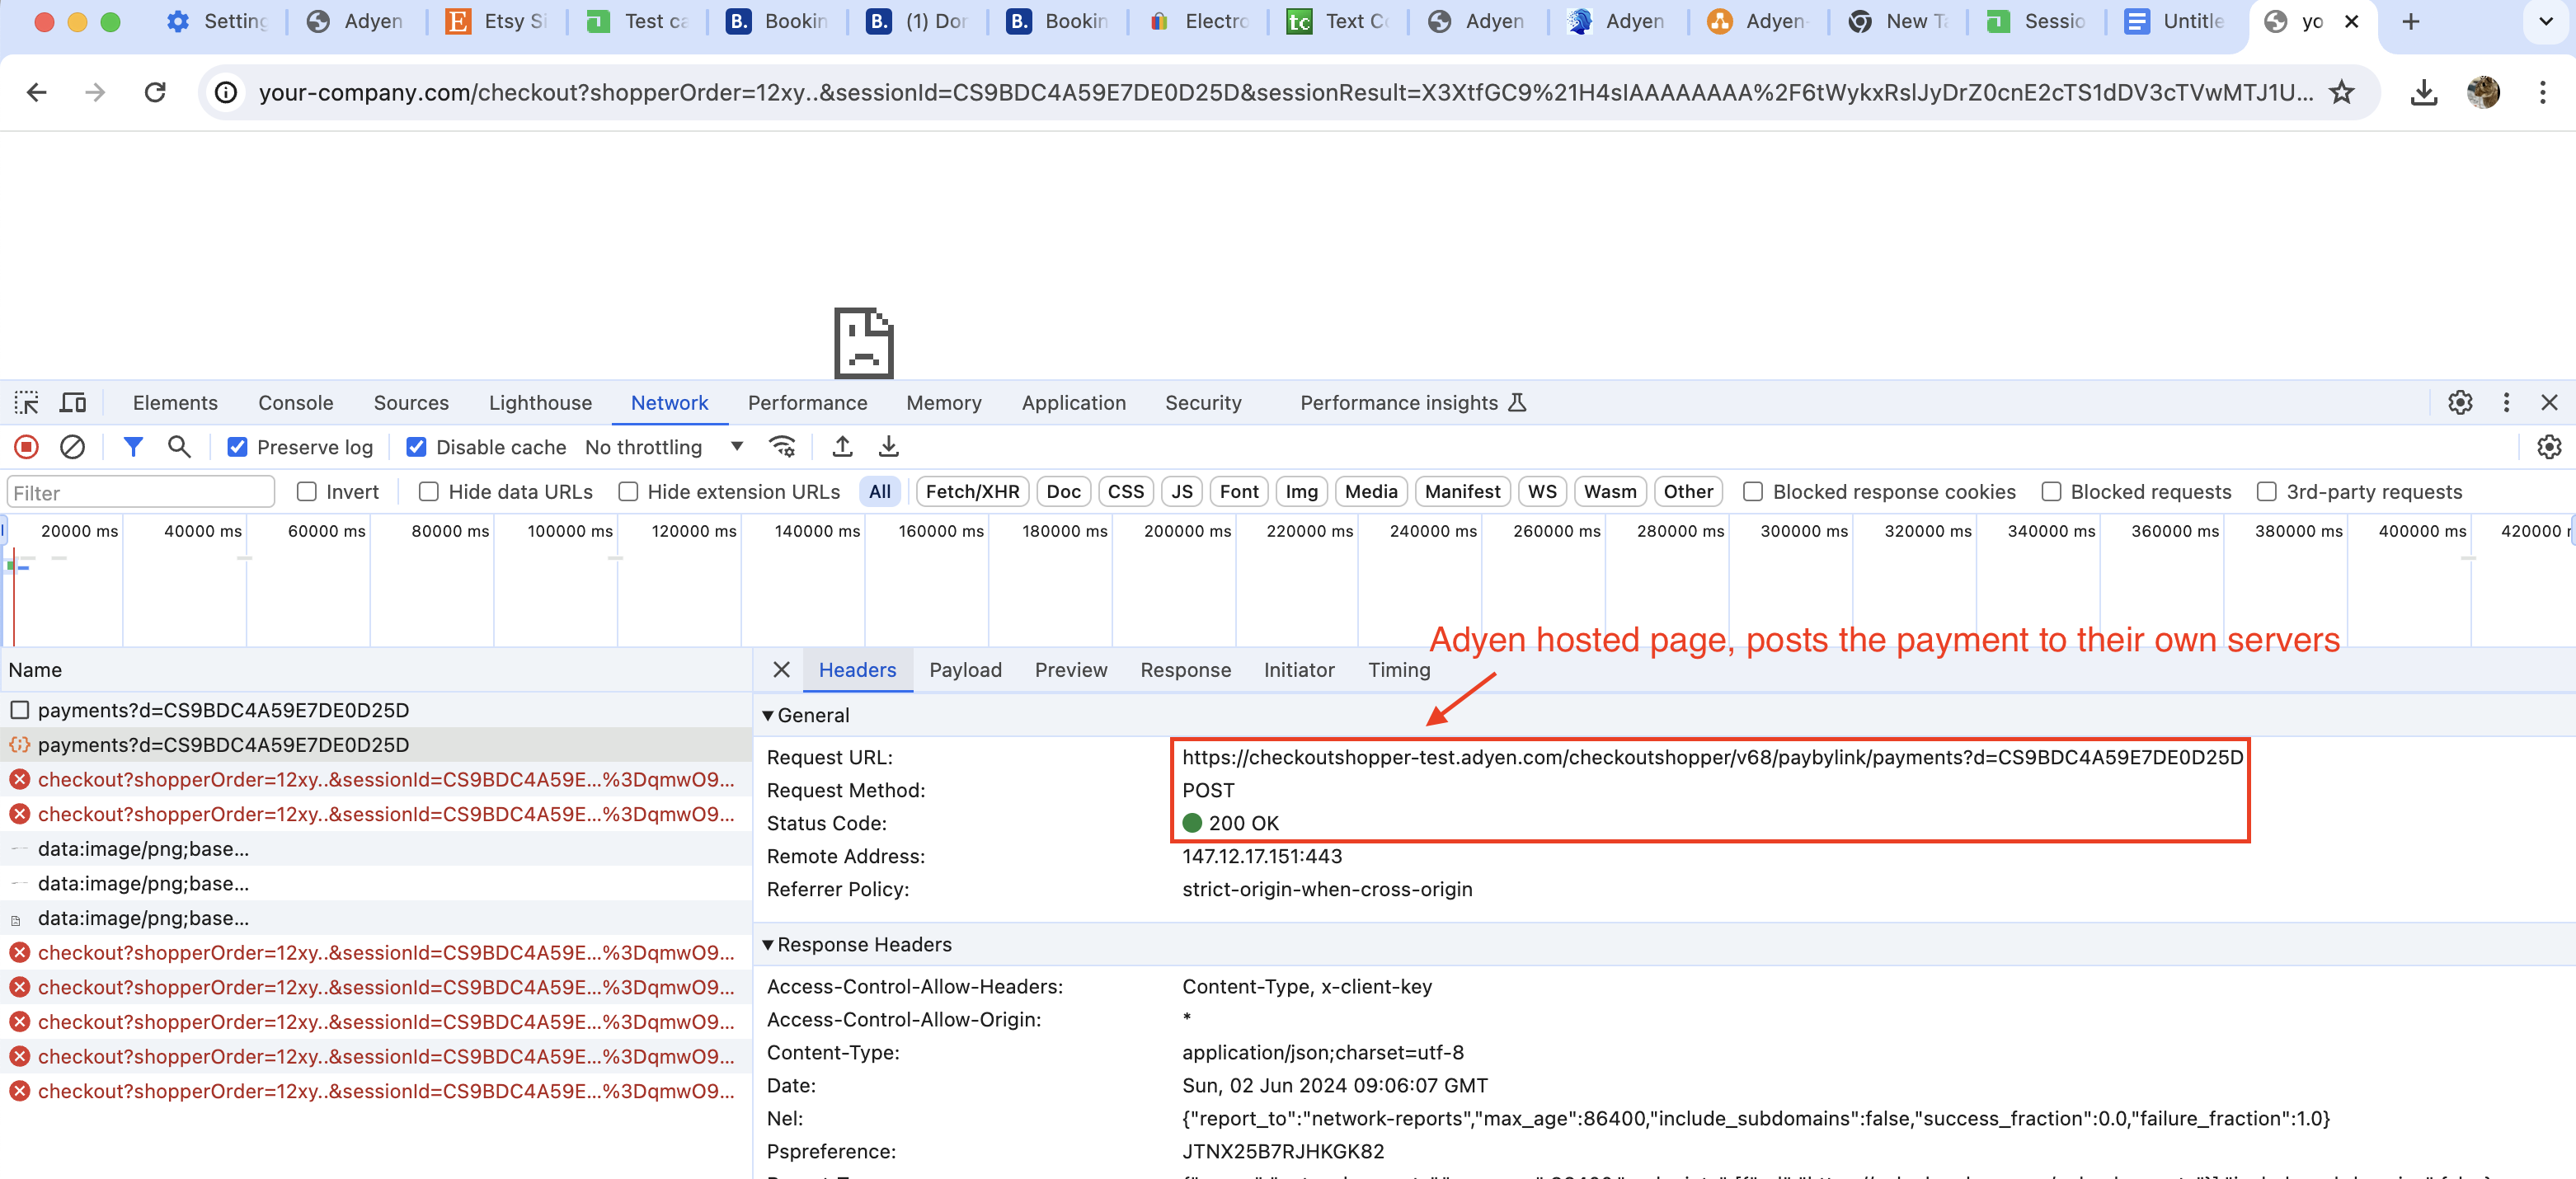 Setting Adyen Etsy Si Test ca Bookin (1) Dor Bookin Electro Text Co Adyen Adyen Adyen- New Ta Sessio Untitle yo
your-company.com/checkout?shopperOrder=12xy..&sessionId=CS9BDC4A59E7DE0D25D&sessionResult=X3XtfGC9%21H4sIAAAAAAAA%2F6tWykxRslJyDrZ0cnE2cTS1dDV3cTVwMTJ1U...
Elements Console Sources Lighthouse Network Performance Memory Application Security Performance insights
Preserve log Disable cache No throttling
Filter Invert Hide data URLs Hide extension URLs All Fetch/XHR Doc CSS JS Font Img Media Manifest WS Wasm Other Blocked response cookies Blocked requests 3rd-party requests
20000 ms 40000 ms 60000 ms 80000 ms 100000 ms 120000 ms 140000 ms 160000 ms 180000 ms 200000 ms 220000 ms 240000 ms 260000 ms 280000 ms 300000 ms 320000 ms 340000 ms 360000 ms 380000 ms 400000 ms 420000
Adyen hosted page, posts the payment to their own servers
Name
payments?d=CS9BDC4A59E7DE0D25D
payments?d=CS9BDC4A59E7DE0D25D
checkout?shopperOrder=12xy..&sessionId=CS9BDC4A59E...%3DqmwO9...
checkout?shopperOrder=12xy..&sessionId=CS9BDC4A59E...%3DqmwO9...
data:image/png;base...
data:image/png;base...
data:image/png;base...
checkout?shopperOrder=12xy..&sessionId=CS9BDC4A59E...%3DqmwO9...
checkout?shopperOrder=12xy..&sessionId=CS9BDC4A59E...%3DqmwO9...
checkout?shopperOrder=12xy..&sessionId=CS9BDC4A59E...%3DqmwO9...
checkout?shopperOrder=12xy..&sessionId=CS9BDC4A59E...%3DqmwO9...
checkout?shopperOrder=12xy..&sessionId=CS9BDC4A59E...%3DqmwO9...
Headers Payload Preview Response Initiator Timing
General
Request URL: https://checkoutshopper-test.adyen.com/checkoutshopper/v68/paybylink/payments?d=CS9BDC4A59E7DE0D25D
Request Method: POST
Status Code: 200 OK
Remote Address: 147.12.17.151:443
Referrer Policy: strict-origin-when-cross-origin
Response Headers
Access-Control-Allow-Headers: Content-Type, x-client-key
Access-Control-Allow-Origin: *
Content-Type: application/json;charset=utf-8
Date: Sun, 02 Jun 2024 09:06:07 GMT
Nel: {"report_to":"network-reports","max_age":86400,"include_subdomains":false,"success_fraction":0.0,"failure_fraction":1.0}
Pspreference: JTNX25B7RJHKGK82